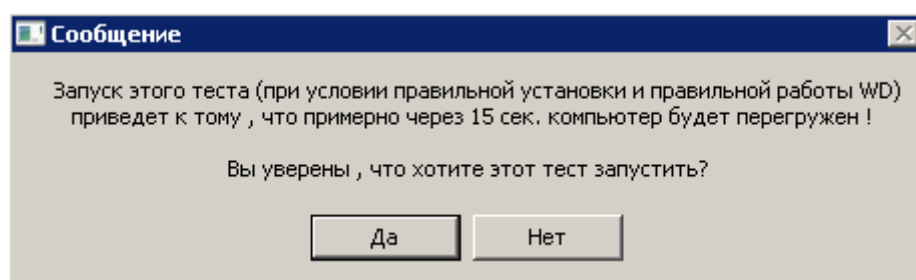 Сообщение
Запуск этого теста (при условии правильной установки и правильной работы WD)
приведет к тому , что примерно через 15 сек. компьютер будет перегружен !
Вы уверены , что хотите этот тест запустить?
Да
Нет